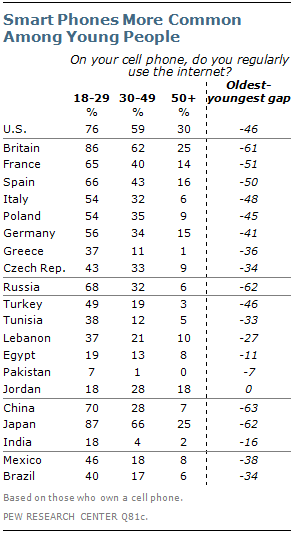 Smart Phones More Common
Among Young People
On your cell phone, do you regularly
use the internet?
18-29 30-49 50+ Oldest-
youngest gap
% % %
U.S. 76 59 30 -46
Britain 86 62 25 -61
France 65 40 14 -51
Spain 66 43 16 -50
Italy 54 32 6 -48
Poland 54 35 9 -45
Germany 56 34 15 -41
Greece 37 11 1 -36
Czech Rep. 43 33 9 -34
Russia 68 32 6 -62
Turkey 49 19 3 -46
Tunisia 38 12 5 -33
Lebanon 37 21 10 -27
Egypt 19 13 8 -11
Pakistan 7 1 0 -7
Jordan 18 28 18 0
China 70 28 7 -63
Japan 87 66 25 -62
India 18 4 2 -16
Mexico 46 18 8 -38
Brazil 40 17 6 -34
Based on those who own a cell phone.
PEW RESEARCH CENTER Q81c.